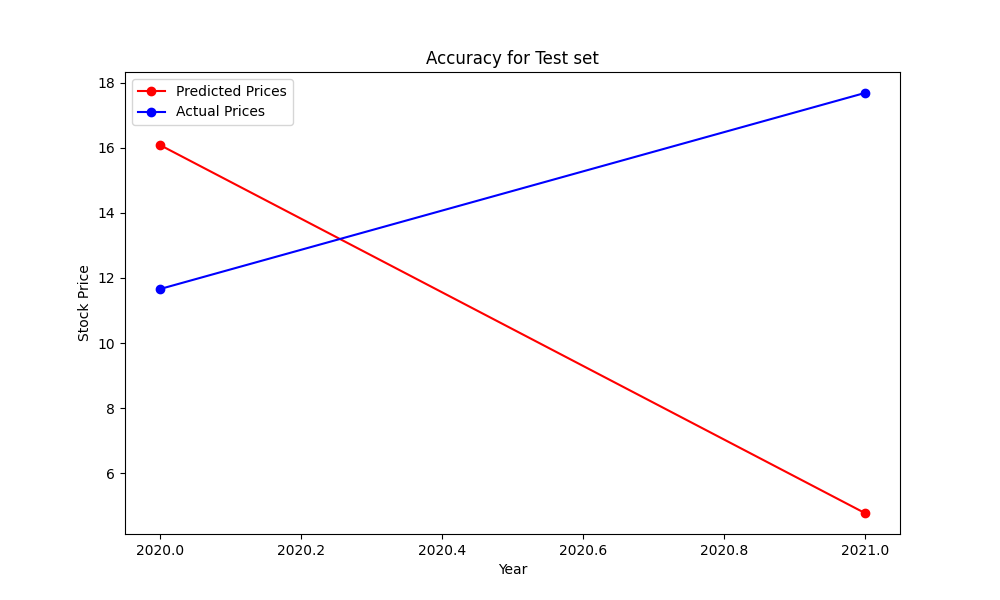 Accuracy for Test set
Predicted Prices
Actual Prices
18
16
14
12
10
8
6
Stock Price
2020.0 2020.2 2020.4 2020.6 2020.8 2021.0
Year